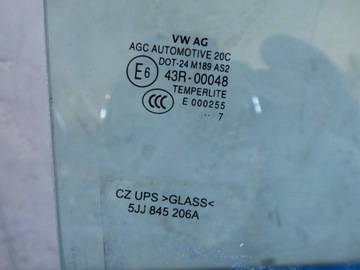 VW AG
AGC AUTOMOTIVE 20C
DOT-24 M189 AS2
E6 43R-00048
TEMPERLITE
CCC E 000255
.. 7
CZ UPS >GLASS<
5JJ 845 206A